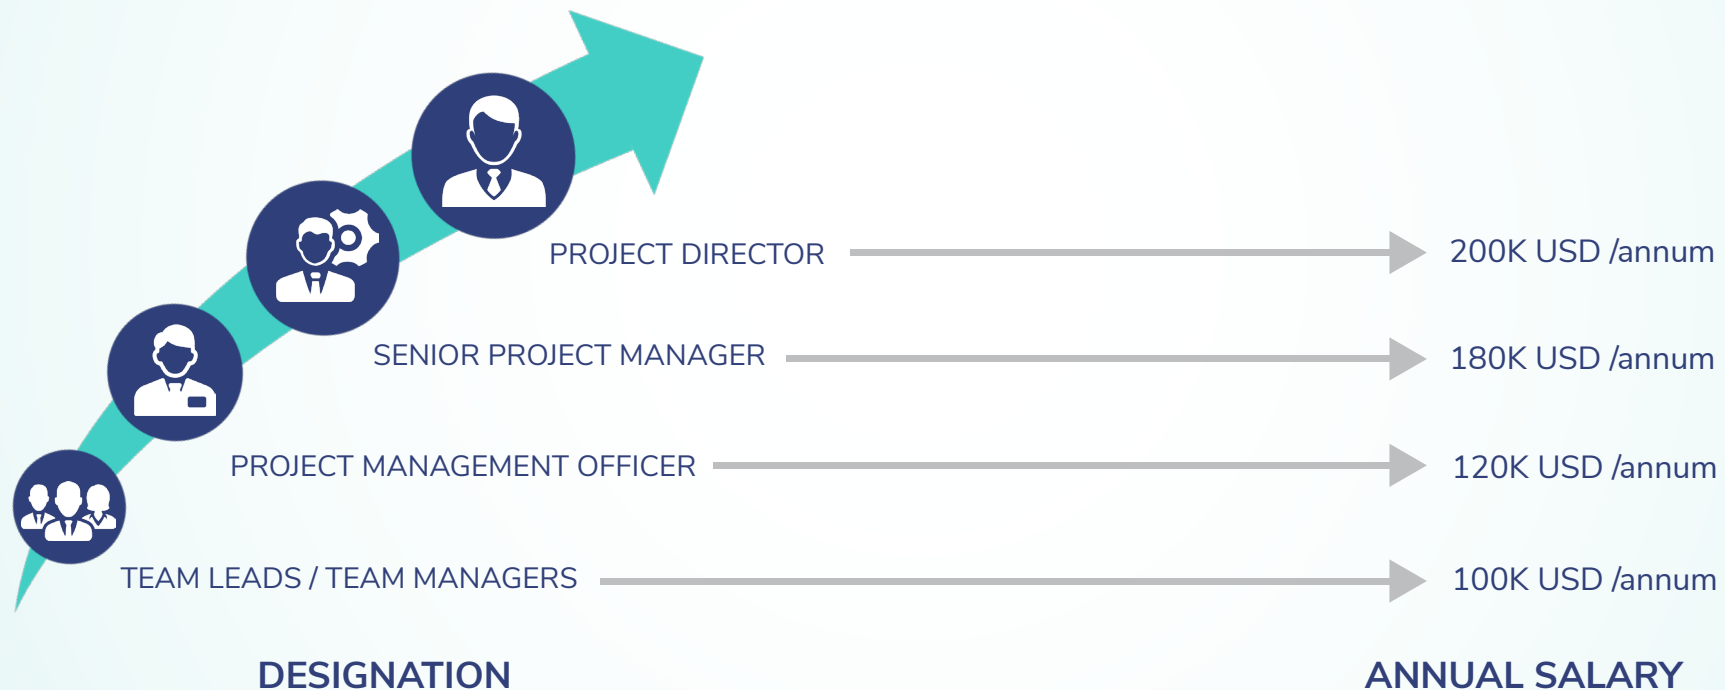 PROJECT DIRECTOR 200K USD /annum
SENIOR PROJECT MANAGER 180K USD /annum
PROJECT MANAGEMENT OFFICER 120K USD /annum
TEAM LEADS / TEAM MANAGERS 100K USD /annum
DESIGNATION ANNUAL SALARY